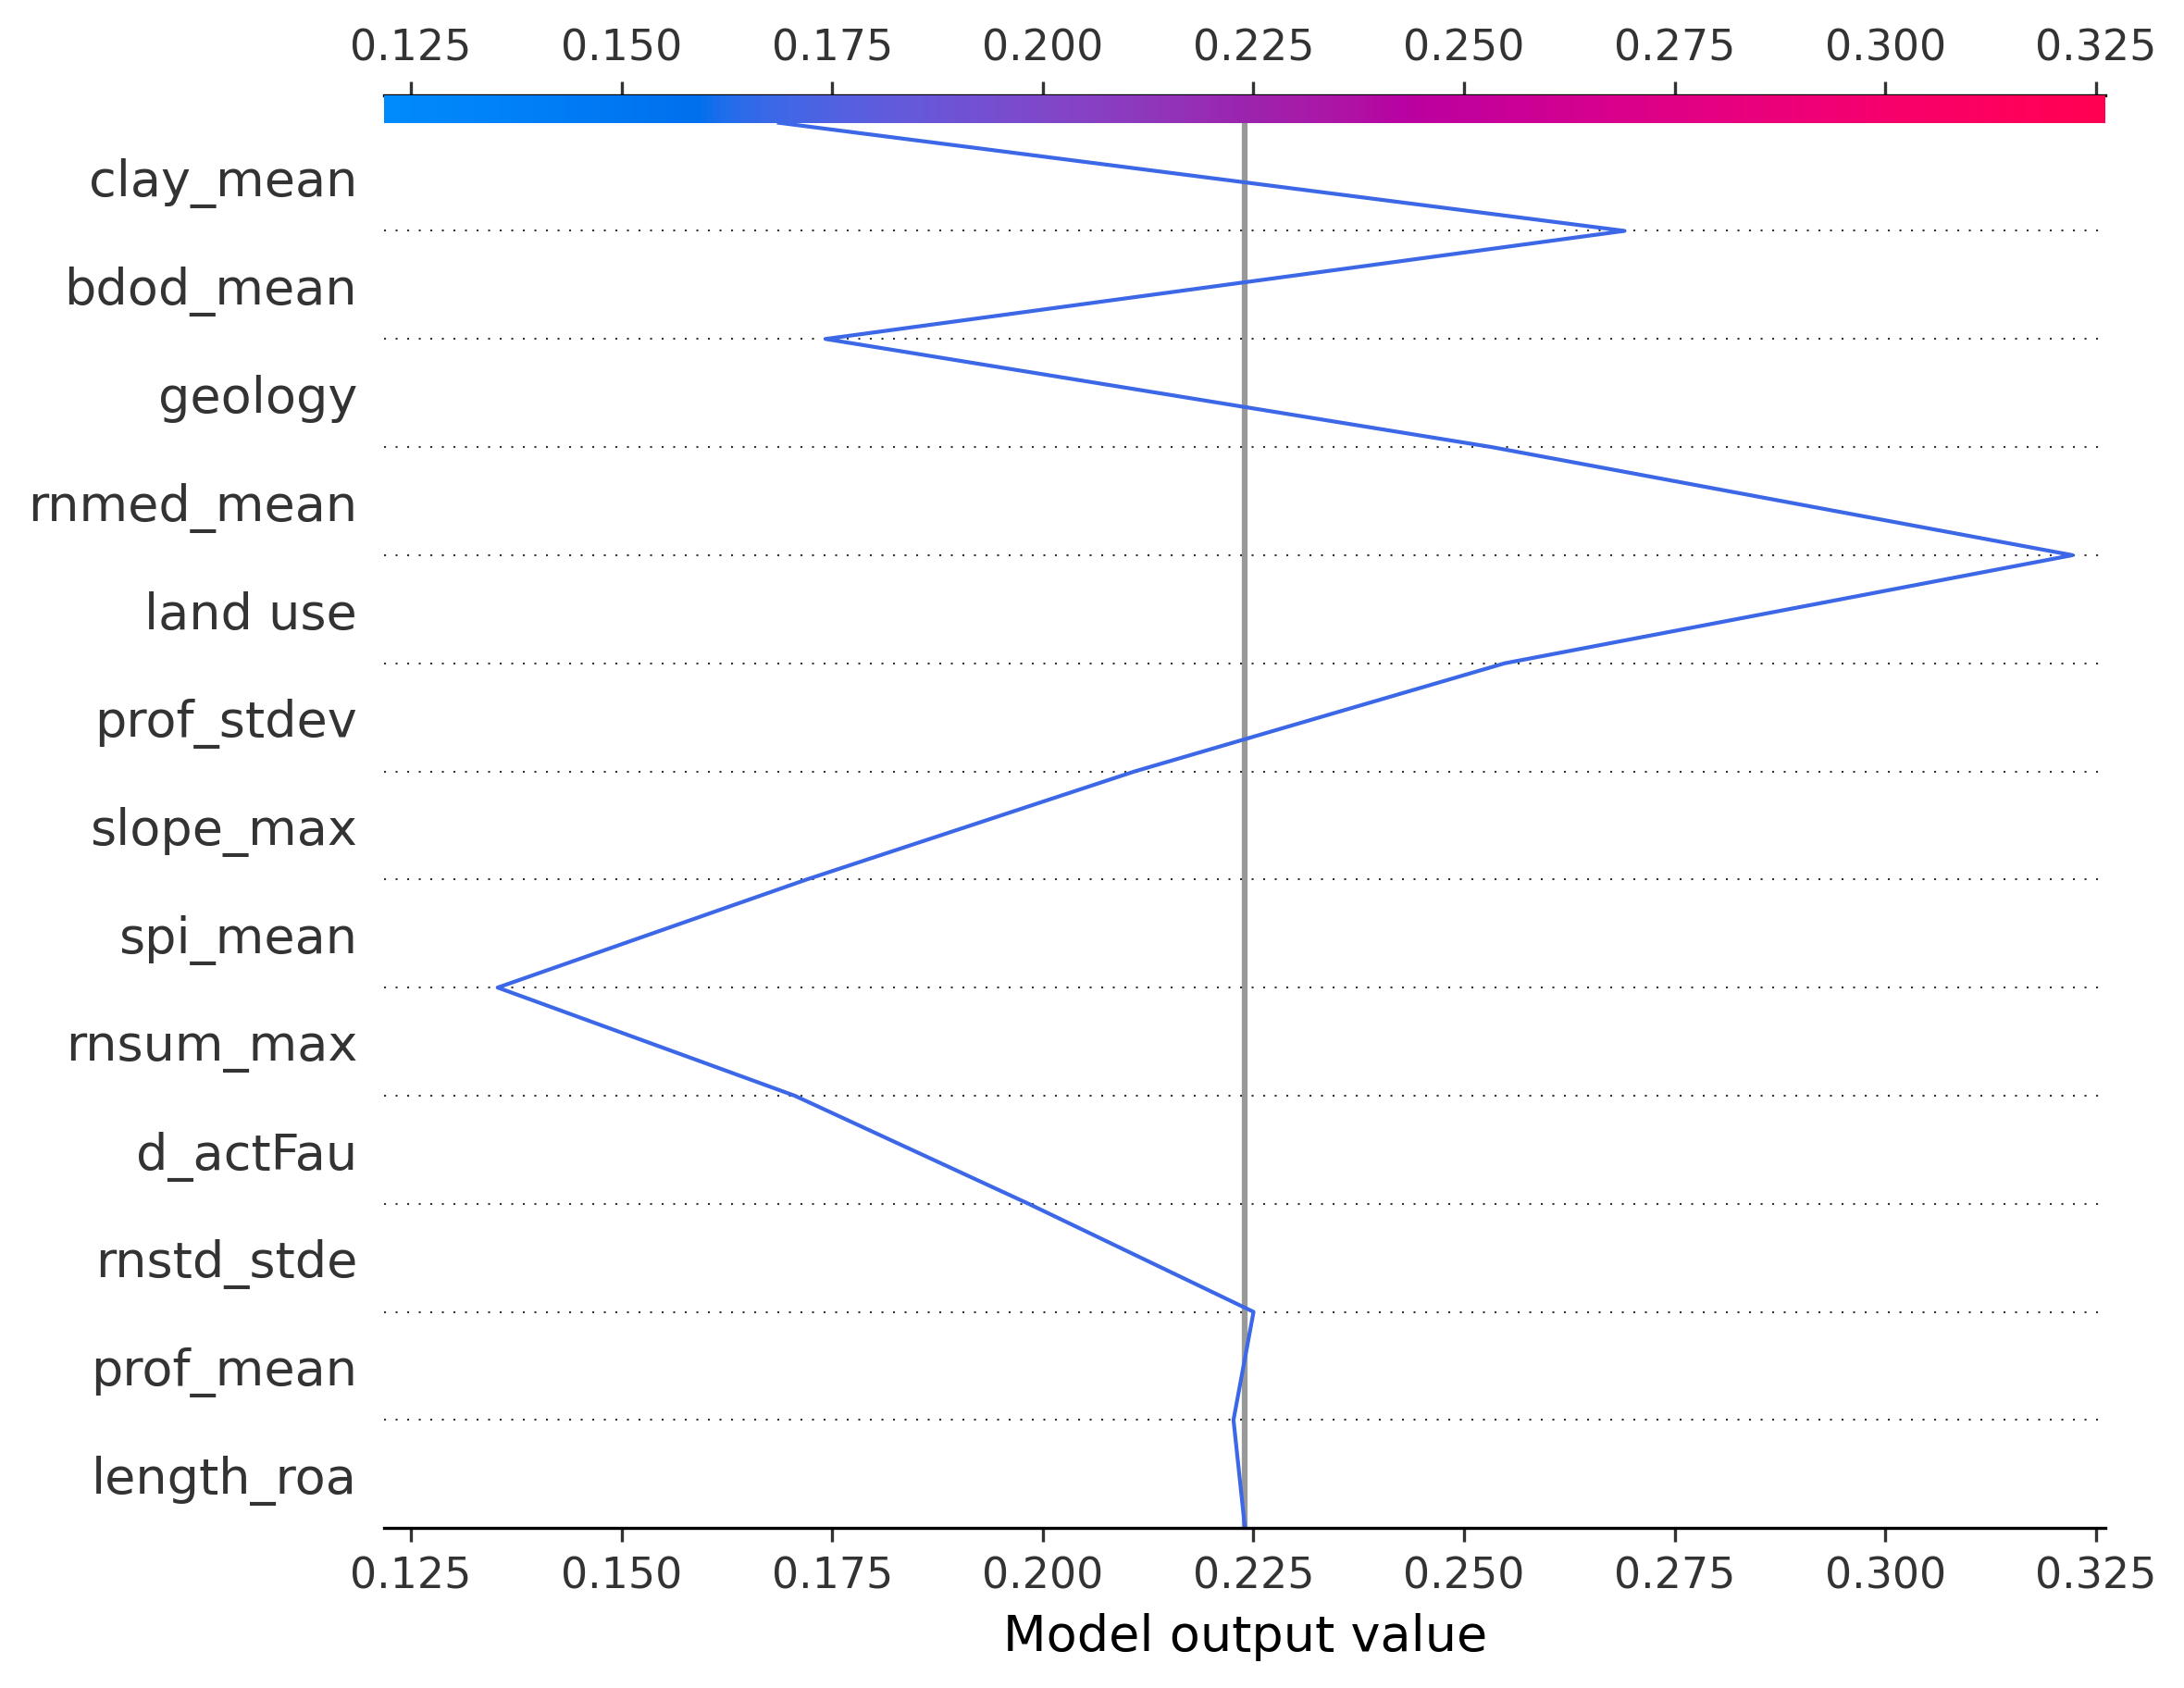 0.125 0.150 0.175 0.200 0.225 0.250 0.275 0.300 0.325
clay_mean
bdod_mean
geology
rnmed_mean
land use
prof_stdev
slope_max
spi_mean
rnsum_max
d_actFau
rnstd_stde
prof_mean
length_roa
0.125 0.150 0.175 0.200 0.225 0.250 0.275 0.300 0.325
Model output value